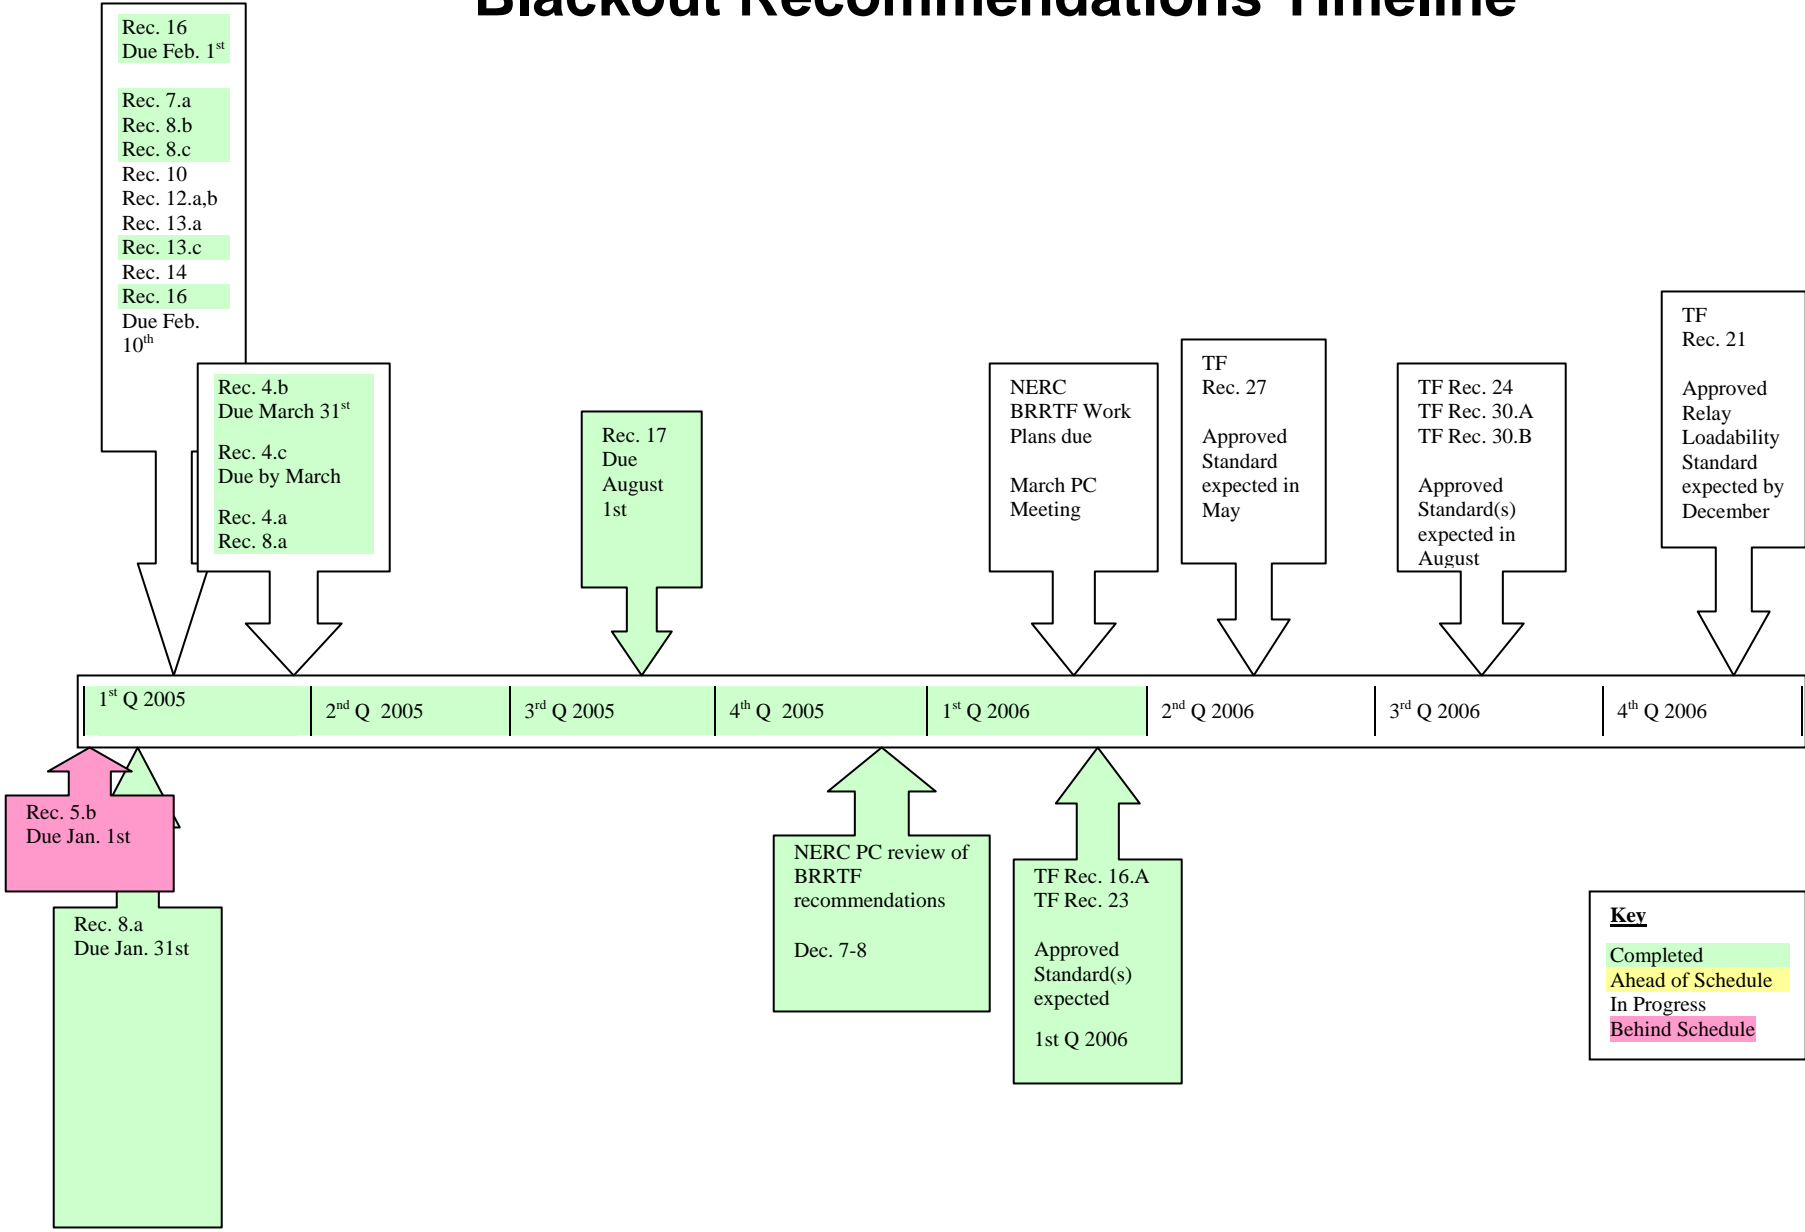 Blackout Recommendations Timeline
Rec. 16
Due Feb. 1st
Rec. 7.a
Rec. 8.b
Rec. 8.c
Rec. 10
Rec. 12.a,b
Rec. 13.a
Rec. 13.c
Rec. 14
Rec. 16
Due Feb.
10th
Rec. 4.b
Due March 31st
Rec. 4.c
Due by March
Rec. 4.a
Rec. 8.a
Rec. 17
Due
August
1st
NERC
BRRTF Work
Plans due
March PC
Meeting
TF
Rec. 27
Approved
Standard
expected in
May
TF Rec. 24
TF Rec. 30.A
TF Rec. 30.B
Approved
Standard(s)
expected in
August
TF
Rec. 21
Approved
Relay
Loadability
Standard
expected by
December
1st Q 2005
2nd Q 2005
3rd Q 2005
4th Q 2005
1st Q 2006
2nd Q 2006
3rd Q 2006
4th Q 2006
Rec. 5.b
Due Jan. 1st
Rec. 8.a
Due Jan. 31st
NERC PC review of
BRRTF
recommendations
Dec. 7-8
TF Rec. 16.A
TF Rec. 23
Approved
Standard(s)
expected
1st Q 2006
Key
Completed
Ahead of Schedule
In Progress
Behind Schedule